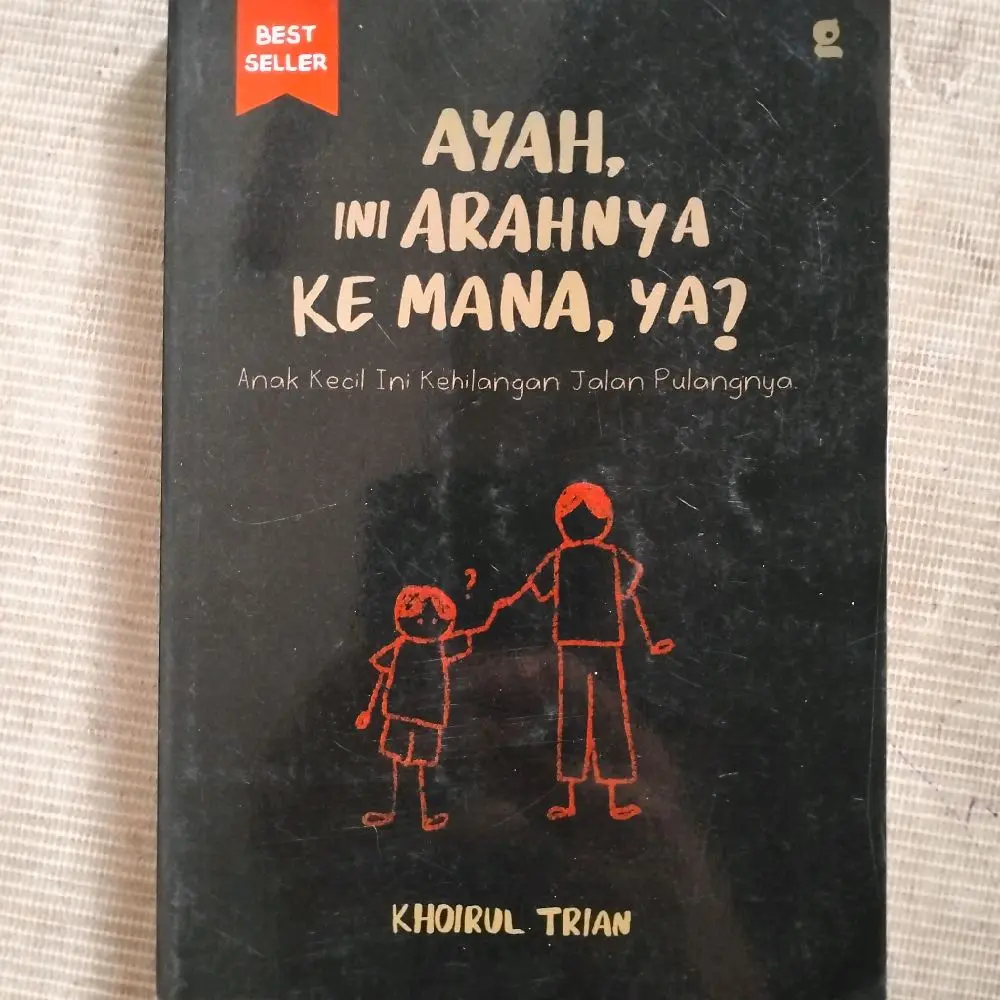 BEST
SELLER
AYAH,
INI ARAHNYA
KE MANA, YA?
Anak Kecil Ini Kehilangan Jalan Pulangnya.
?
KHOIRUL TRIAN